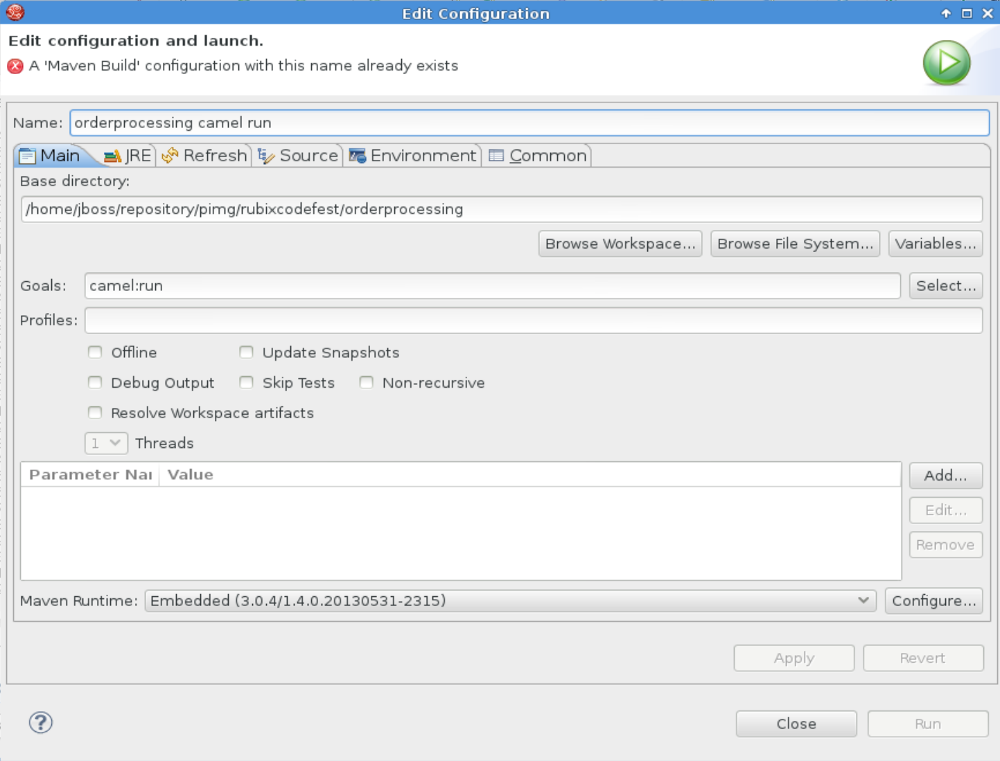 Edit Configuration
Edit configuration and launch.
A 'Maven Build' configuration with this name already exists
Name: orderprocessing camel run
Main JRE Refresh Source Environment Common
Base directory:
/home/jboss/repository/pimg/rubixcodefest/orderprocessing
Browse Workspace... Browse File System... Variables...
Goals: camel:run Select...
Profiles:
Offline Update Snapshots
Debug Output Skip Tests Non-recursive
Resolve Workspace artifacts
1 Threads
Parameter Nai Value
Add...
Edit...
Remove
Maven Runtime: Embedded (3.0.4/1.4.0.20130531-2315) Configure...
Apply Revert
? Close Run